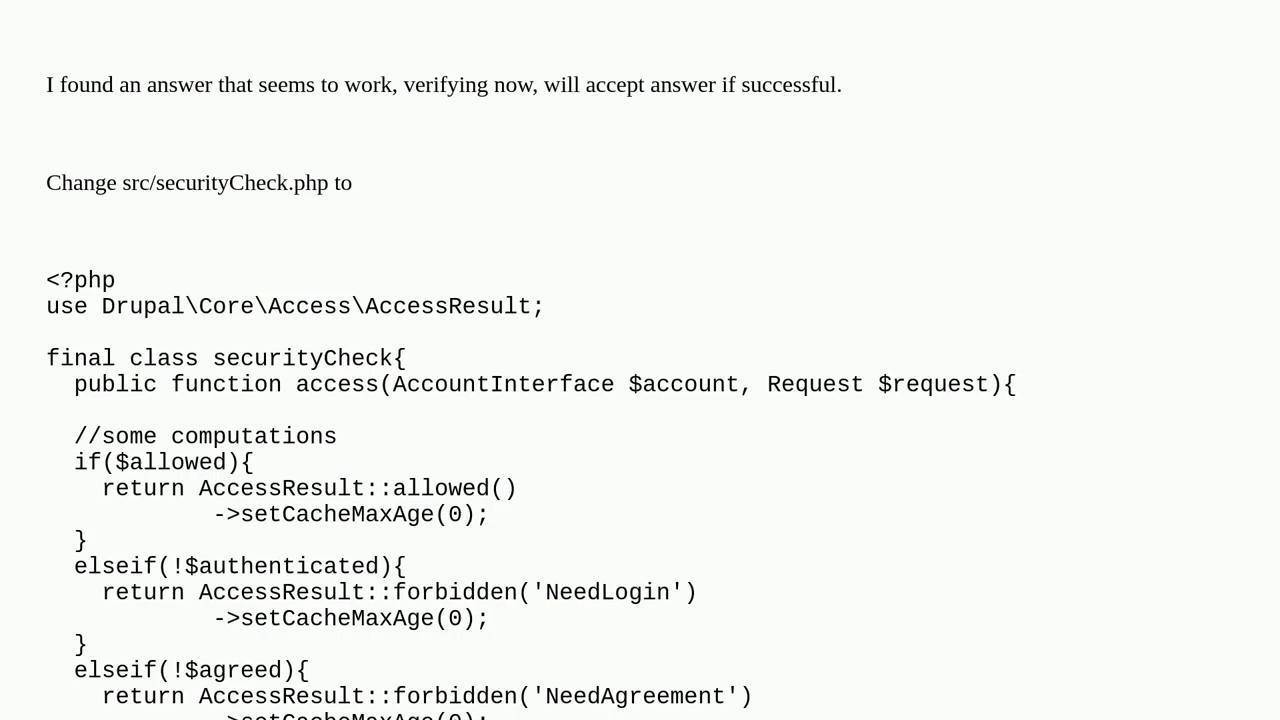 I found an answer that seems to work, verifying now, will accept answer if successful.
Change src/securityCheck.php to
<?php
use Drupal\Core\Access\AccessResult;
final class securityCheck{
  public function access(AccountInterface $account, Request $request){
  //some computations
  if($allowed){
    return AccessResult::allowed()
            ->setCacheMaxAge(0);
  }
  elseif(!$authenticated){
    return AccessResult::forbidden('NeedLogin')
            ->setCacheMaxAge(0);
  }
  elseif(!$agreed){
    return AccessResult::forbidden('NeedAgreement')
            ->setCacheMaxAge(0);